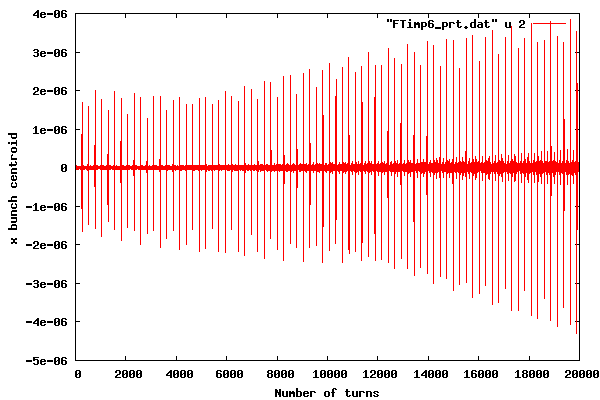 "FTimp6_prt.dat" u 2
4e-06
3e-06
2e-06
1e-06
0
-1e-06
-2e-06
-3e-06
-4e-06
-5e-06
x bunch centroid
0 2000 4000 6000 8000 10000 12000 14000 16000 18000 20000
Number of turns